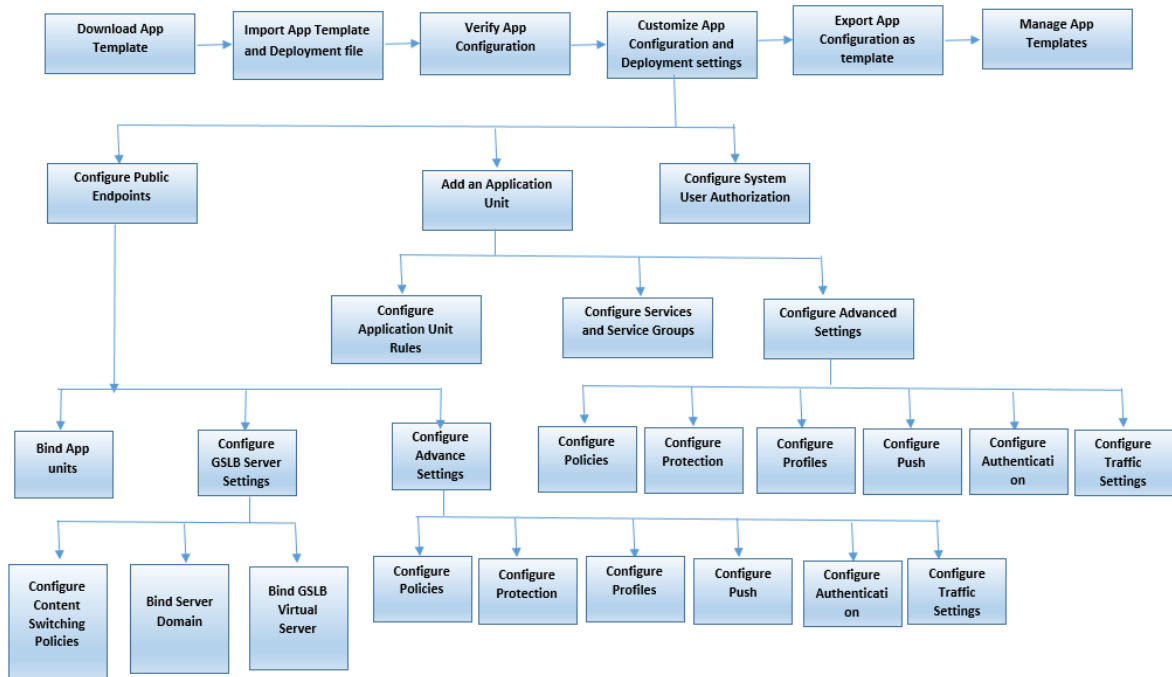 Download App
Template
Import App Template
and Deployment file
Verify App
Configuration
Customize App
Configuration and
Deployment settings
Export App
Configuration as
template
Manage App
Templates
Configure Public
Endpoints
Add an Application
Unit
Configure System
User Authorization
Configure
Application Unit
Rules
Configure Services
and Service Groups
Configure Advanced
Settings
Bind App
units
Configure
GSLB Server
Settings
Configure
Advance
Settings
Configure
Policies
Configure
Protection
Configure
Profiles
Configure
Push
Configure
Authenticati
on
Configure
Traffic
Settings
Configure
Content
Switching
Policies
Bind Server
Domain
Bind GSLB
Virtual
Server
Configure
Policies
Configure
Protection
Configure
Profiles
Configure
Push
Configure
Authenticati
on
Configure
Traffic
Settings